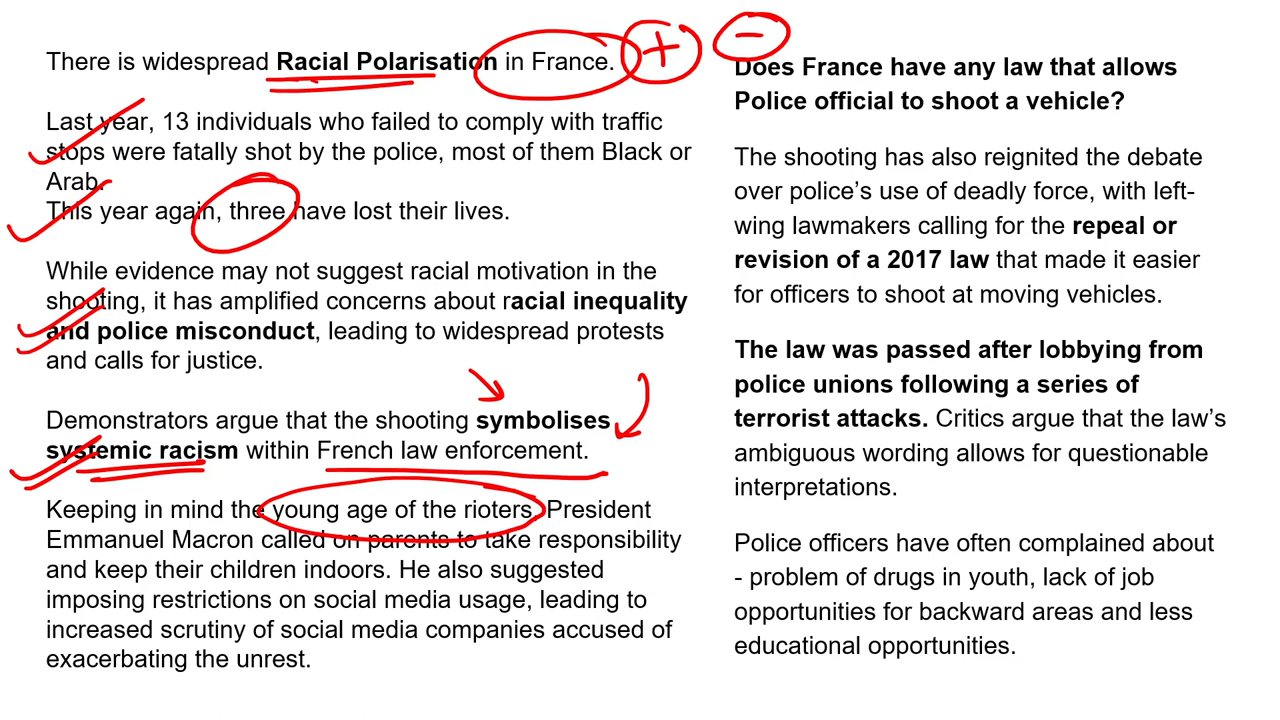 There is widespread Racial Polarisation in France.
Last year, 13 individuals who failed to comply with traffic
stops were fatally shot by the police, most of them Black or
Arab.
This year again, three have lost their lives.
While evidence may not suggest racial motivation in the
shooting, it has amplified concerns about racial inequality
and police misconduct, leading to widespread protests
and calls for justice.
Demonstrators argue that the shooting symbolises
systemic racism within French law enforcement.
Keeping in mind the young age of the rioters, President
Emmanuel Macron called on parents to take responsibility
and keep their children indoors. He also suggested
imposing restrictions on social media usage, leading to
increased scrutiny of social media companies accused of
exacerbating the unrest.
+
-
Does France have any law that allows
Police official to shoot a vehicle?
The shooting has also reignited the debate
over police’s use of deadly force, with left-
wing lawmakers calling for the repeal or
revision of a 2017 law that made it easier
for officers to shoot at moving vehicles.
The law was passed after lobbying from
police unions following a series of
terrorist attacks. Critics argue that the law’s
ambiguous wording allows for questionable
interpretations.
Police officers have often complained about
- problem of drugs in youth, lack of job
opportunities for backward areas and less
educational opportunities.